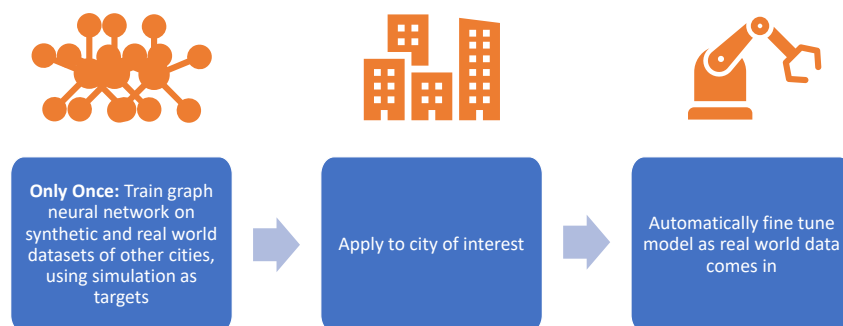 Only Once: Train graph
neural network on
synthetic and real world
datasets of other cities,
using simulation as
targets
Apply to city of interest
Automatically fine tune
model as real world data
comes in